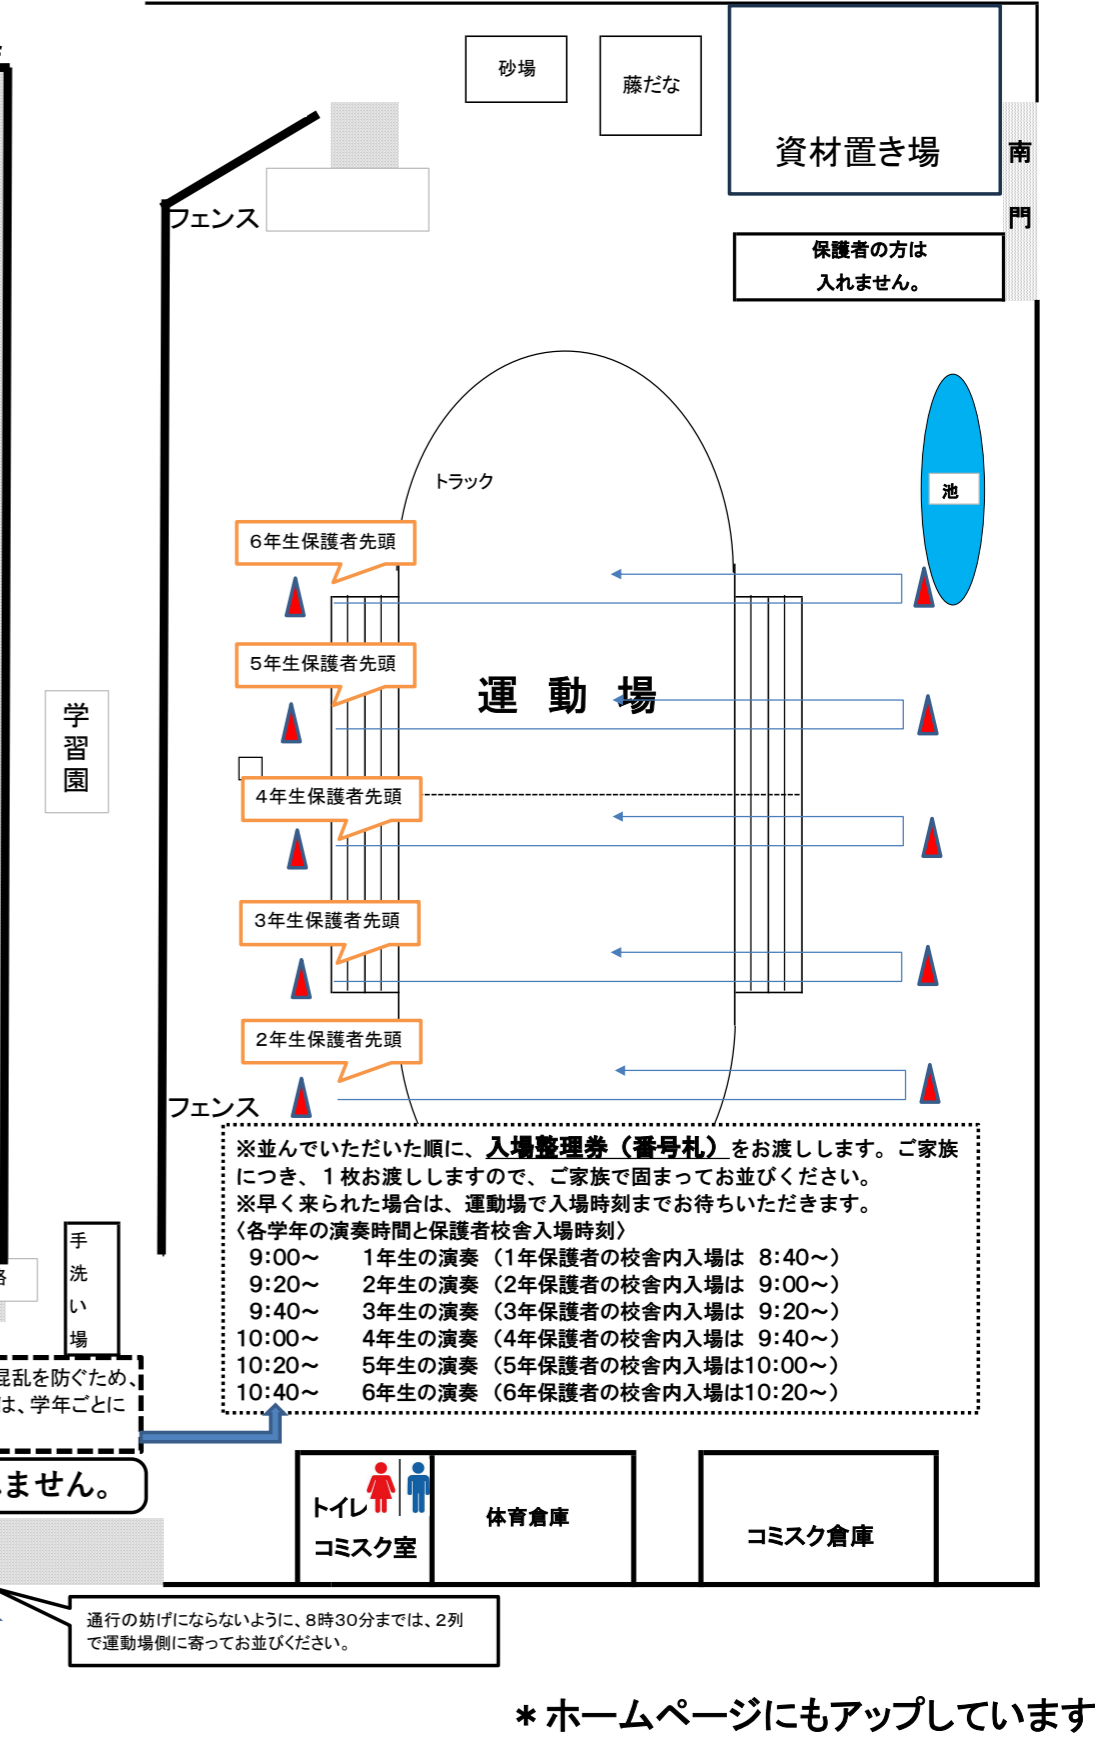 砂場
藤だな
資材置き場
南門
フェンス
保護者の方は
入れません。
トラック
池
6年生保護者先頭
5年生保護者先頭
運動場
学習園
4年生保護者先頭
3年生保護者先頭
2年生保護者先頭
フェンス
※並んでいただいた順に、入場整理券（番号札）をお渡しします。ご家族
につき、１枚お渡ししますので、ご家族で固まってお並びください。
※早く来られた場合は、運動場で入場時刻までお待ちいただきます。
〈各学年の演奏時間と保護者校舎入場時刻〉
9：00～　1年生の演奏（1年保護者の校舎内入場は 8：40～）
9：20～　2年生の演奏（2年保護者の校舎内入場は 9：00～）
9：40～　3年生の演奏（3年保護者の校舎内入場は 9：20～）
10：00～　4年生の演奏（4年保護者の校舎内入場は 9：40～）
10：20～　5年生の演奏（5年保護者の校舎内入場は10：00～）
10：40～　6年生の演奏（6年保護者の校舎内入場は10：20～）
手洗い場
混乱を防ぐため、
は、学年ごとに
ません。
トイレ
コミスク室
体育倉庫
コミスク倉庫
通行の妨げにならないように、8時30分までは、2列
で運動場側に寄ってお並びください。
＊ホームページにもアップしています